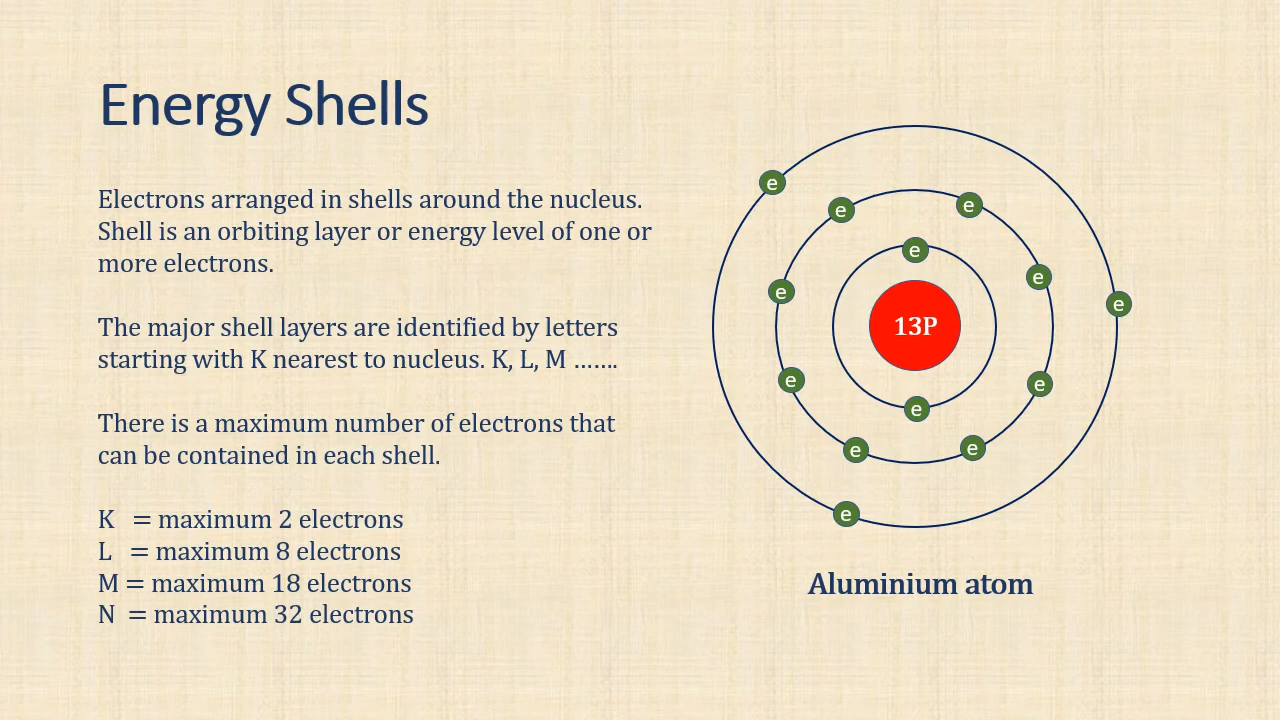 Energy Shells
Electrons arranged in shells around the nucleus.
Shell is an orbiting layer or energy level of one or
more electrons.
The major shell layers are identified by letters
starting with K nearest to nucleus. K, L, M …….
There is a maximum number of electrons that
can be contained in each shell.
K = maximum 2 electrons
L = maximum 8 electrons
M = maximum 18 electrons
N = maximum 32 electrons
e
e
e
e
e
e
e
e
13P
e
e
e
e
e
Aluminium atom